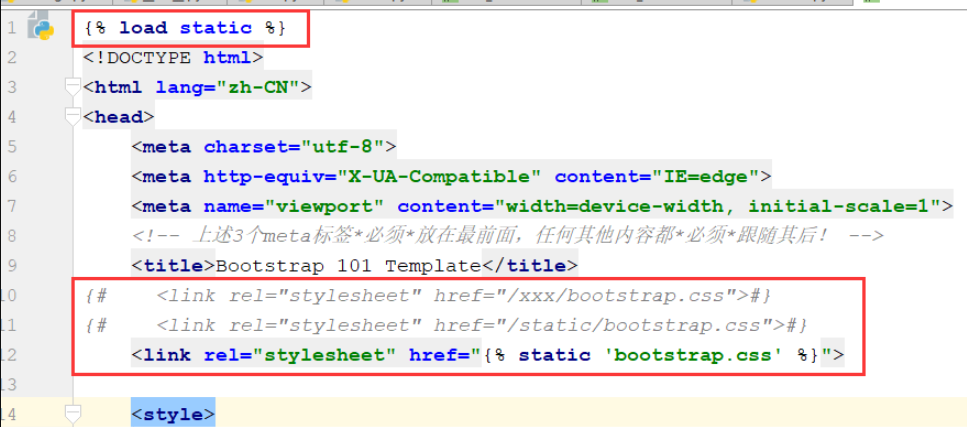 1 {% load static %}
2 <!DOCTYPE html>
3 <html lang="zh-CN">
4 <head>
5 <meta charset="utf-8">
6 <meta http-equiv="X-UA-Compatible" content="IE=edge">
7 <meta name="viewport" content="width=device-width, initial-scale=1">
8 <!-- 上述3个meta标签*必须*放在最前面，任何其他内容都*必须*跟随其后！ -->
9 <title>Bootstrap 101 Template</title>
10 {# <link rel="stylesheet" href="/xxx/bootstrap.css">#}
11 {# <link rel="stylesheet" href="/static/bootstrap.css">#}
12 <link rel="stylesheet" href="{% static 'bootstrap.css' %}">
13
14 <style>